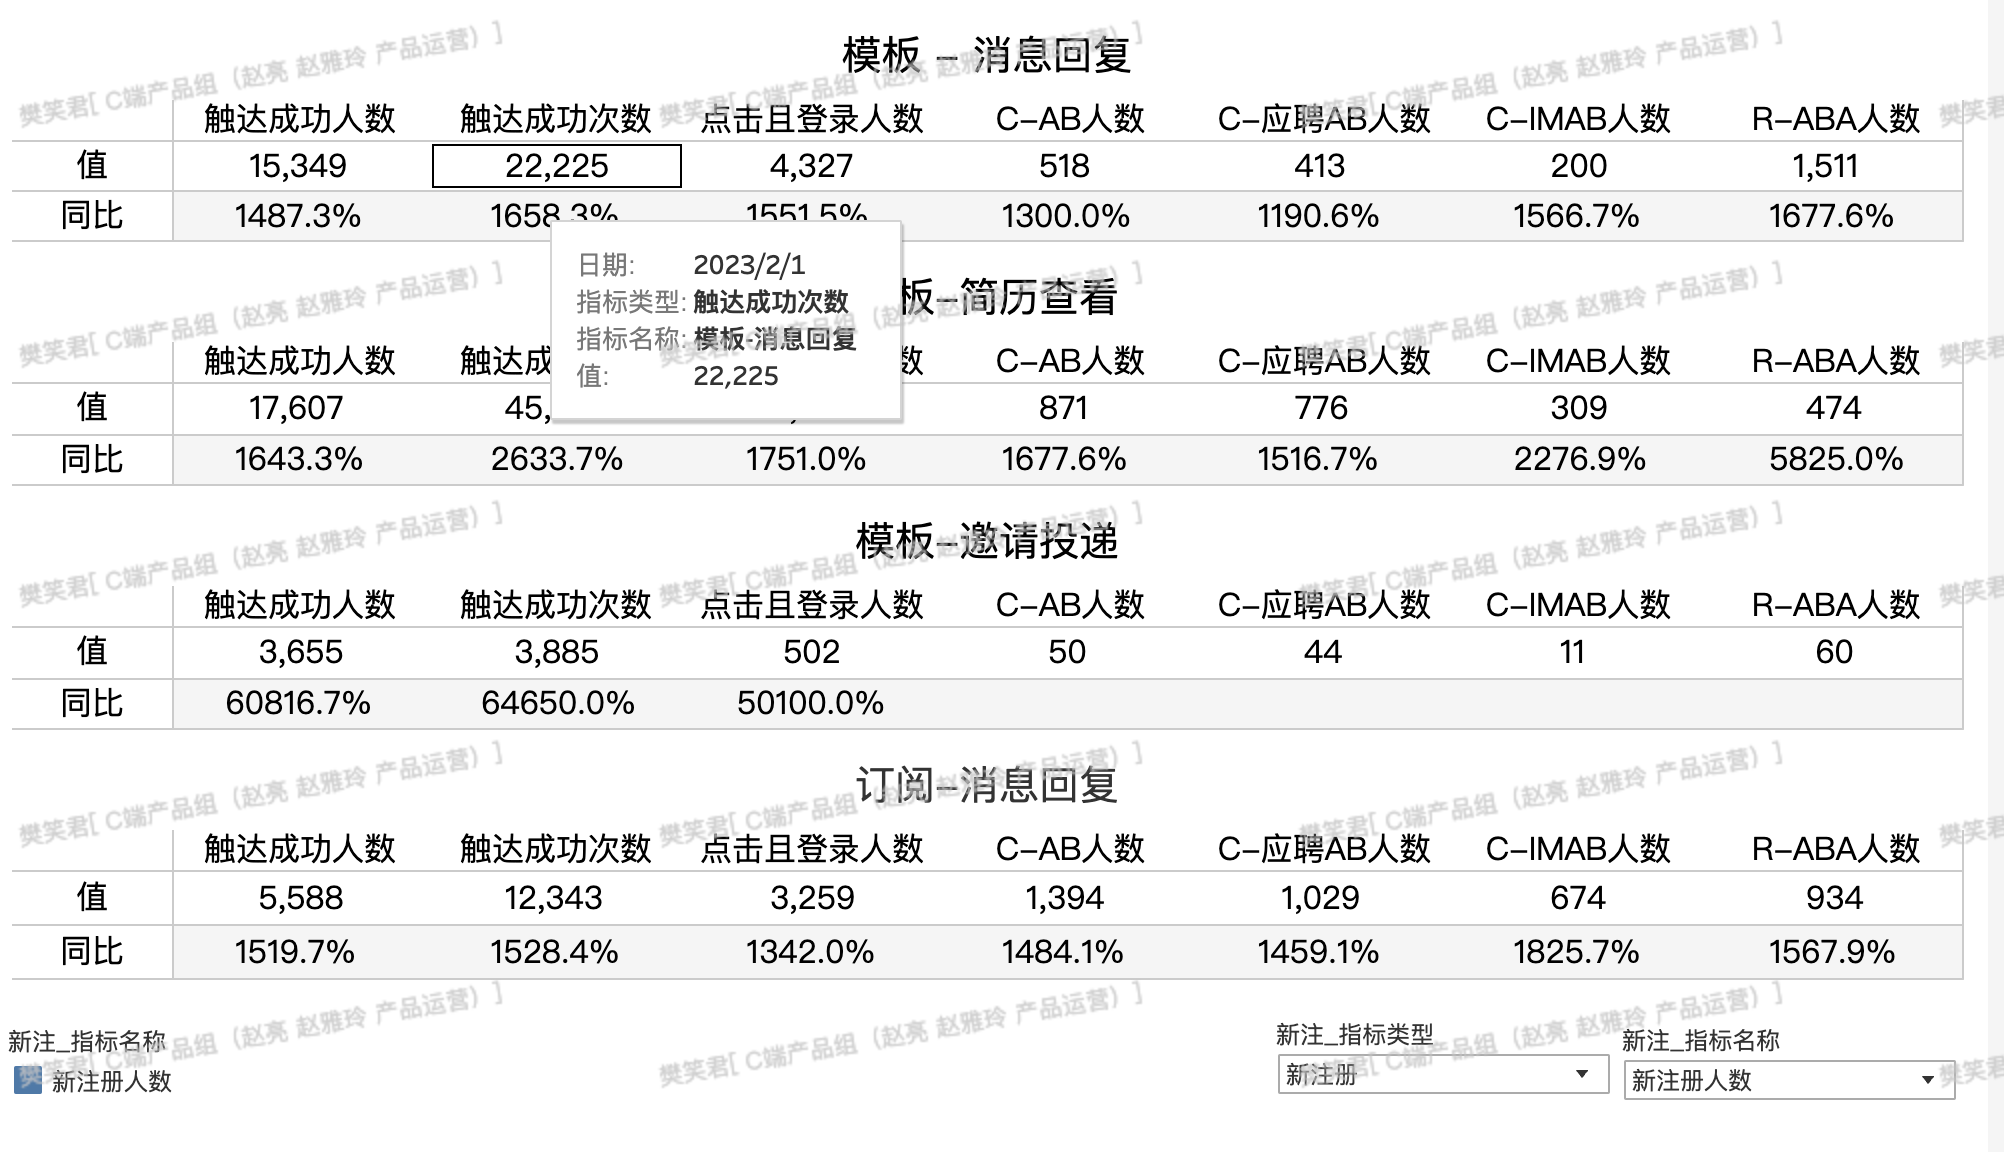 模板 – 消息回复
触达成功人数 触达成功次数 点击且登录人数 C–AB人数 C–应聘AB人数 C–IMAB人数 R–ABA人数
值 15,349 22,225 4,327 518 413 200 1,511
同比 1487.3% 1658.3% 1551.5% 1300.0% 1190.6% 1566.7% 1677.6%
日期: 2023/2/1
指标类型: 触达成功次数
指标名称: 模板-消息回复
值: 22,225
板–简历查看
触达成功人数 触达成 数 C–AB人数 C–应聘AB人数 C–IMAB人数 R–ABA人数
值 17,607 45, 871 776 309 474
同比 1643.3% 2633.7% 1751.0% 1677.6% 1516.7% 2276.9% 5825.0%
模板–邀请投递
触达成功人数 触达成功次数 点击且登录人数 C–AB人数 C–应聘AB人数 C–IMAB人数 R–ABA人数
值 3,655 3,885 502 50 44 11 60
同比 60816.7% 64650.0% 50100.0%
订阅–消息回复
触达成功人数 触达成功次数 点击且登录人数 C–AB人数 C–应聘AB人数 C–IMAB人数 R–ABA人数
值 5,588 12,343 3,259 1,394 1,029 674 934
同比 1519.7% 1528.4% 1342.0% 1484.1% 1459.1% 1825.7% 1567.9%
新注_指标名称
新注册人数
新注_指标类型
新注册
新注_指标名称
新注册人数
樊笑君[ C端产品组（赵亮 赵雅玲 产品运营）]